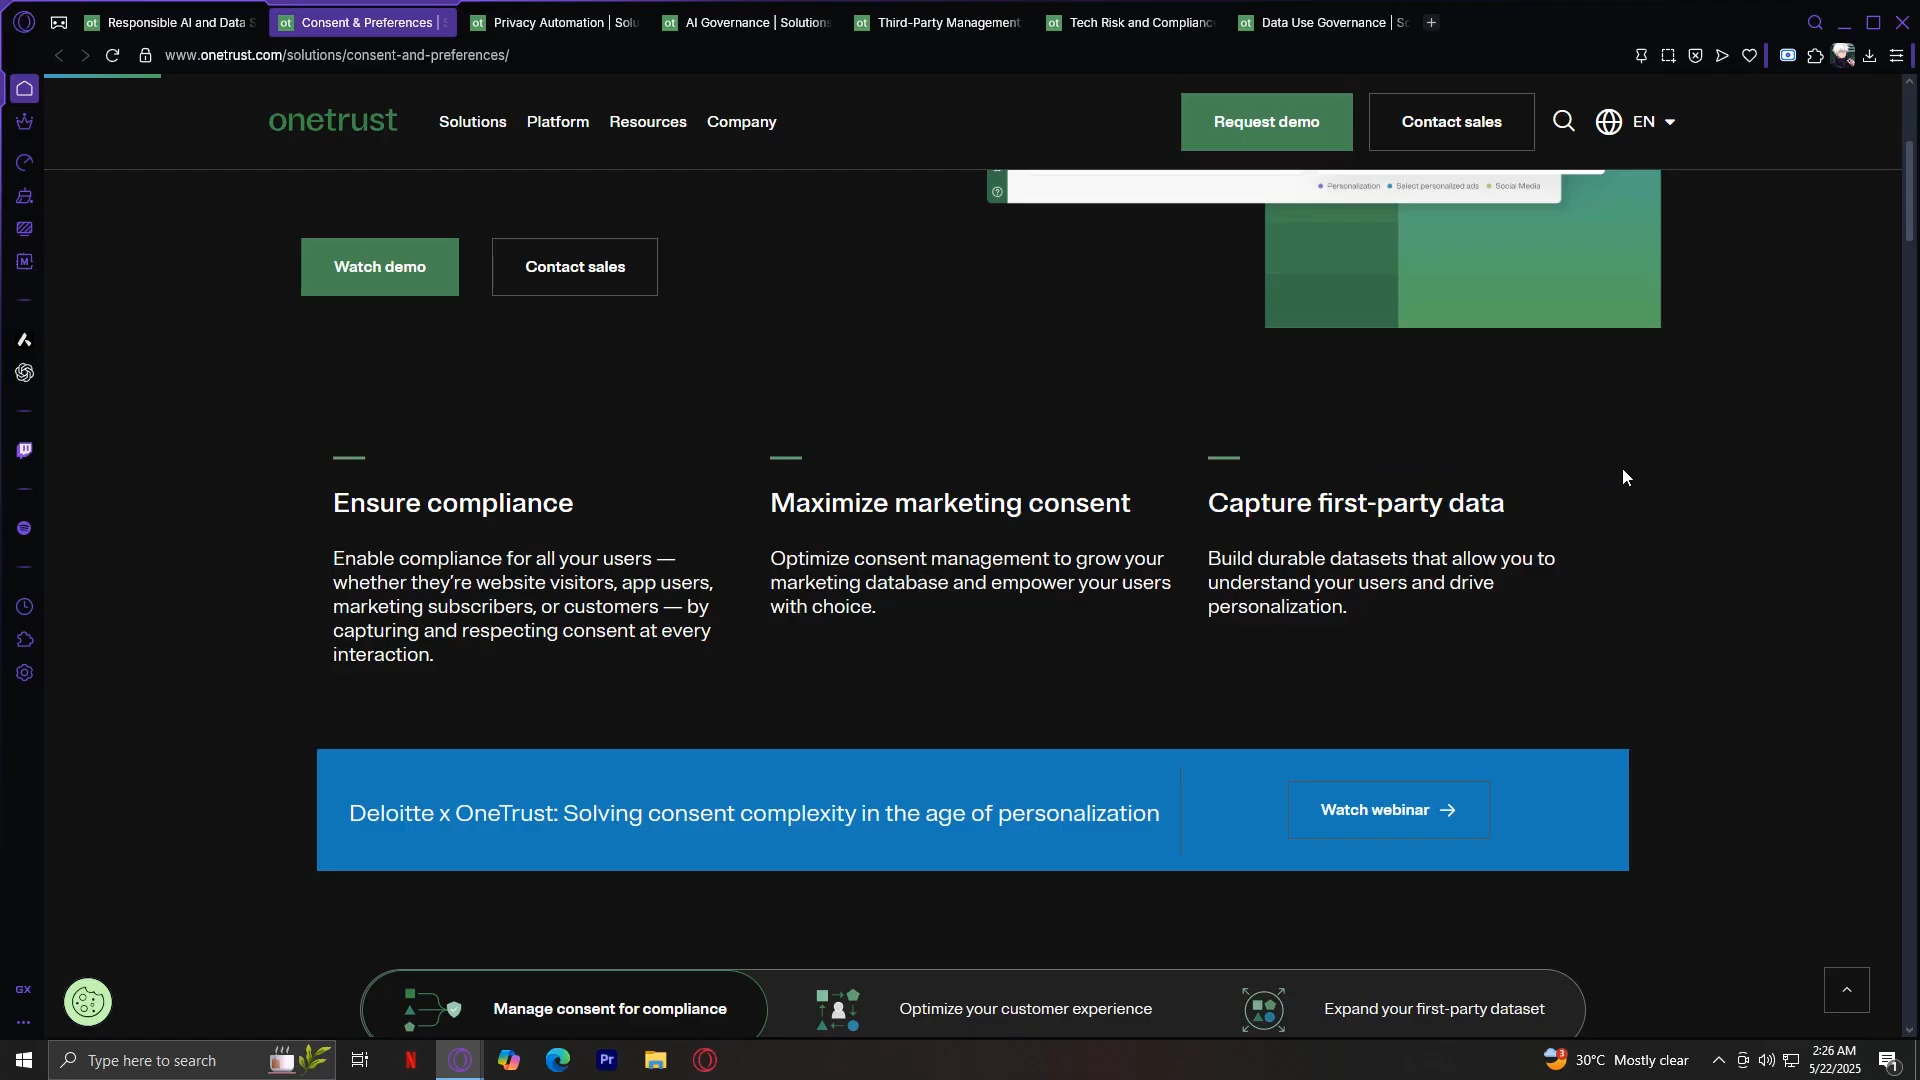 Responsible AI and Data S
Consent & Preferences |
Privacy Automation | Solu
AI Governance | Solutions
Third-Party Management
Tech Risk and Compliance
Data Use Governance | So
www.onetrust.com/solutions/consent-and-preferences/
onetrust
Solutions
Platform
Resources
Company
Request demo
Contact sales
EN
Personalization
Select personalized ads
Social Media
Watch demo
Contact sales
Ensure compliance
Enable compliance for all your users —
whether they're website visitors, app users,
marketing subscribers, or customers — by
capturing and respecting consent at every
interaction.
Maximize marketing consent
Optimize consent management to grow your
marketing database and empower your users
with choice.
Capture first-party data
Build durable datasets that allow you to
understand your users and drive
personalization.
Deloitte x OneTrust: Solving consent complexity in the age of personalization
Watch webinar
Manage consent for compliance
Optimize your customer experience
Expand your first-party dataset
GX
Type here to search
N
Pr
3
30°C Mostly clear
2:26 AM
5/22/2025
1